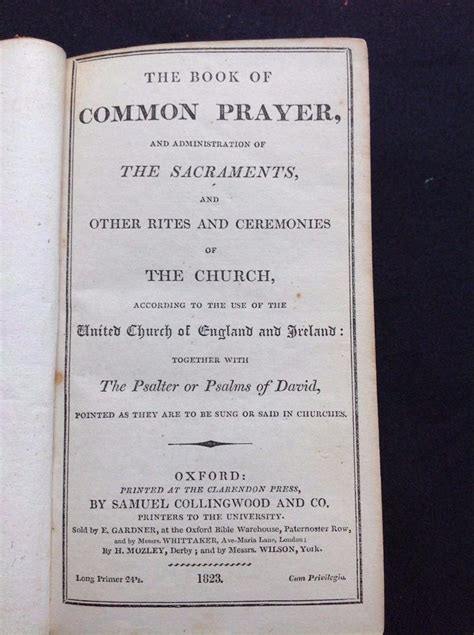 THE BOOK OF
COMMON PRAYER,
AND ADMINISTRATION OF
THE SACRAMENTS,
AND
OTHER RITES AND CEREMONIES
OF
THE CHURCH,
ACCORDING TO THE USE OF THE
United Church of England and Ireland:
TOGETHER WITH
The Psalter or Psalms of David,
POINTED AS THEY ARE TO BE SUNG OR SAID IN CHURCHES.
OXFORD:
PRINTED AT THE CLARENDON PRESS,
BY SAMUEL COLLINGWOOD AND CO.
PRINTERS TO THE UNIVERSITY.
Sold by E. GARDNER, at the Oxford Bible Warehouse, Paternoster Row,
and by Messrs. WHITTAKER, Ave-Maria Lane, London;
By H. MOZLEY, Derby; and by Messrs. WILSON, York.
Long Primer 24's. 1823. Cum Privilegio.